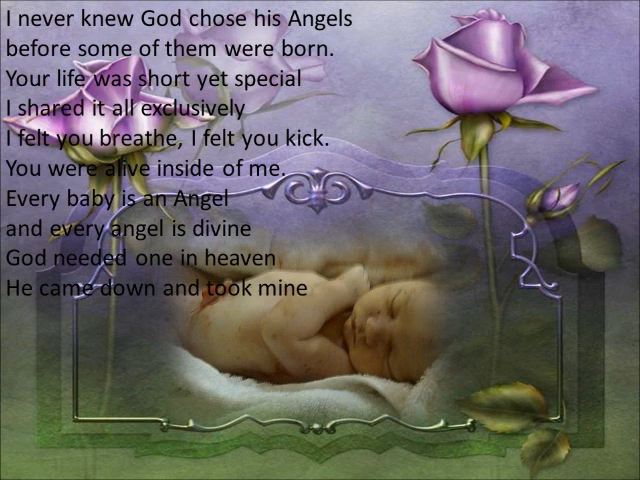 I never knew God chose his Angels
before some of them were born.
Your life was short yet special
I shared it all exclusively
I felt you breathe, I felt you kick.
You were alive inside of me.
Every baby is an Angel
and every angel is divine
God needed one in heaven
He came down and took mine